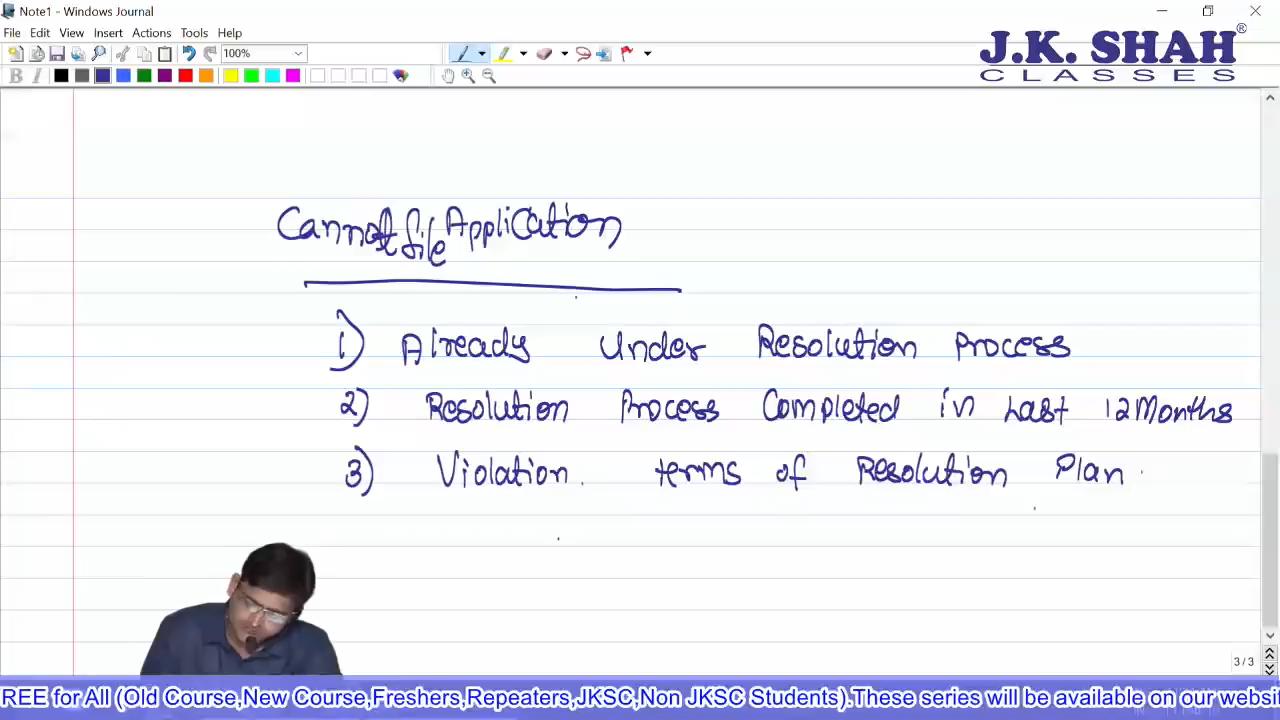 Note1 - Windows Journal
File Edit View Insert Actions Tools Help
100%
B I
J.K. SHAH®
CLASSES
Cannot file Application
1) Already Under Resolution Process
2) Resolution Process Completed in Last 12 Months
3) Violation. terms of Resolution Plan
3 / 3
REE for All (Old Course,New Course,Freshers,Repeaters,JKSC,Non JKSC Students).These series will be available on our websi